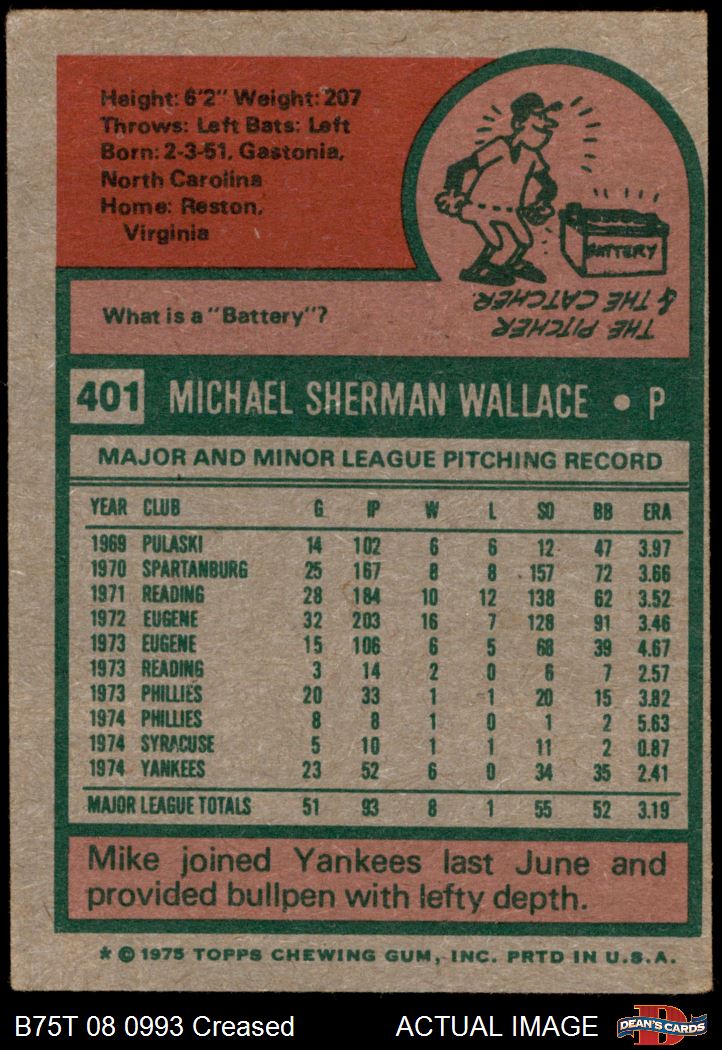 Height: 6'2" Weight: 207
Throws: Left Bats: Left
Born: 2-3-51, Gastonia,
North Carolina
Home: Reston,
Virginia
BATTERY
THE PITCHER
& THE CATCHER.
What is a "Battery"?
401 MICHAEL SHERMAN WALLACE • P
MAJOR AND MINOR LEAGUE PITCHING RECORD
YEAR CLUB G IP W L SO BB ERA
1969 PULASKI 14 102 6 6 12 47 3.97
1970 SPARTANBURG 25 167 8 8 157 72 3.66
1971 READING 28 184 10 12 138 62 3.52
1972 EUGENE 32 203 16 7 128 91 3.46
1973 EUGENE 15 106 6 5 68 39 4.67
1973 READING 3 14 2 0 6 7 2.57
1973 PHILLIES 20 33 1 1 20 15 3.82
1974 PHILLIES 8 8 1 0 1 2 5.63
1974 SYRACUSE 5 10 1 1 11 2 0.87
1974 YANKEES 23 52 6 0 34 35 2.41
MAJOR LEAGUE TOTALS 51 93 8 1 55 52 3.19
Mike joined Yankees last June and
provided bullpen with lefty depth.
* © 1975 TOPPS CHEWING GUM, INC. PRTD IN U.S.A.
B75T 08 0993 Creased ACTUAL IMAGE DEAN'S CARDS